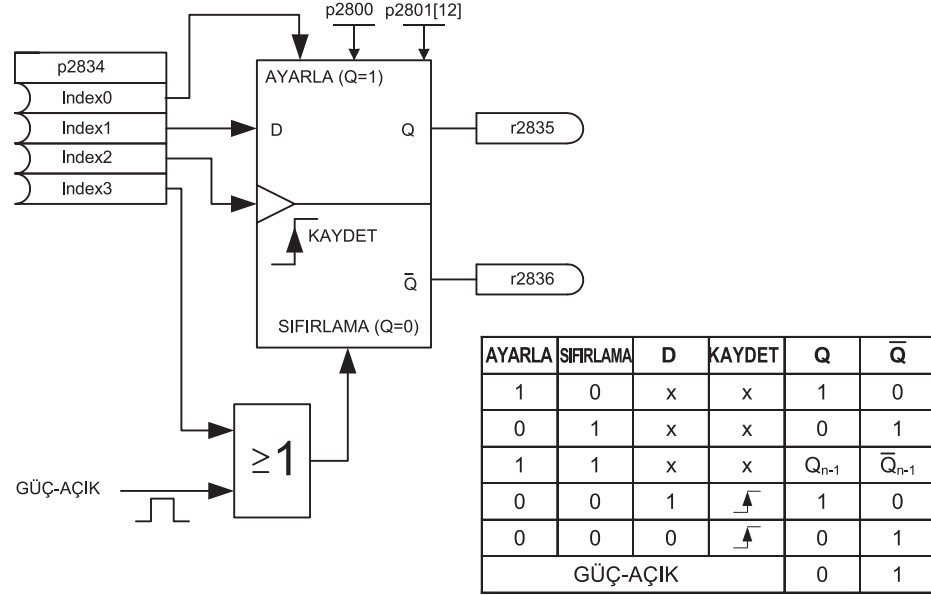 p2800 p2801[12]
p2834
Index0
Index1
Index2
Index3
AYARLA (Q=1)
D Q
KAYDET
Q̅
SIFIRLAMA (Q=0)
r2835
r2836
≥1
GÜÇ-AÇIK
AYARLA SIFIRLAMA D KAYDET Q Q̅
1 0 x x 1 0
0 1 x x 0 1
1 1 x x Qn-1 Q̅n-1
0 0 1 1 0
0 0 0 0 1
GÜÇ-AÇIK 0 1